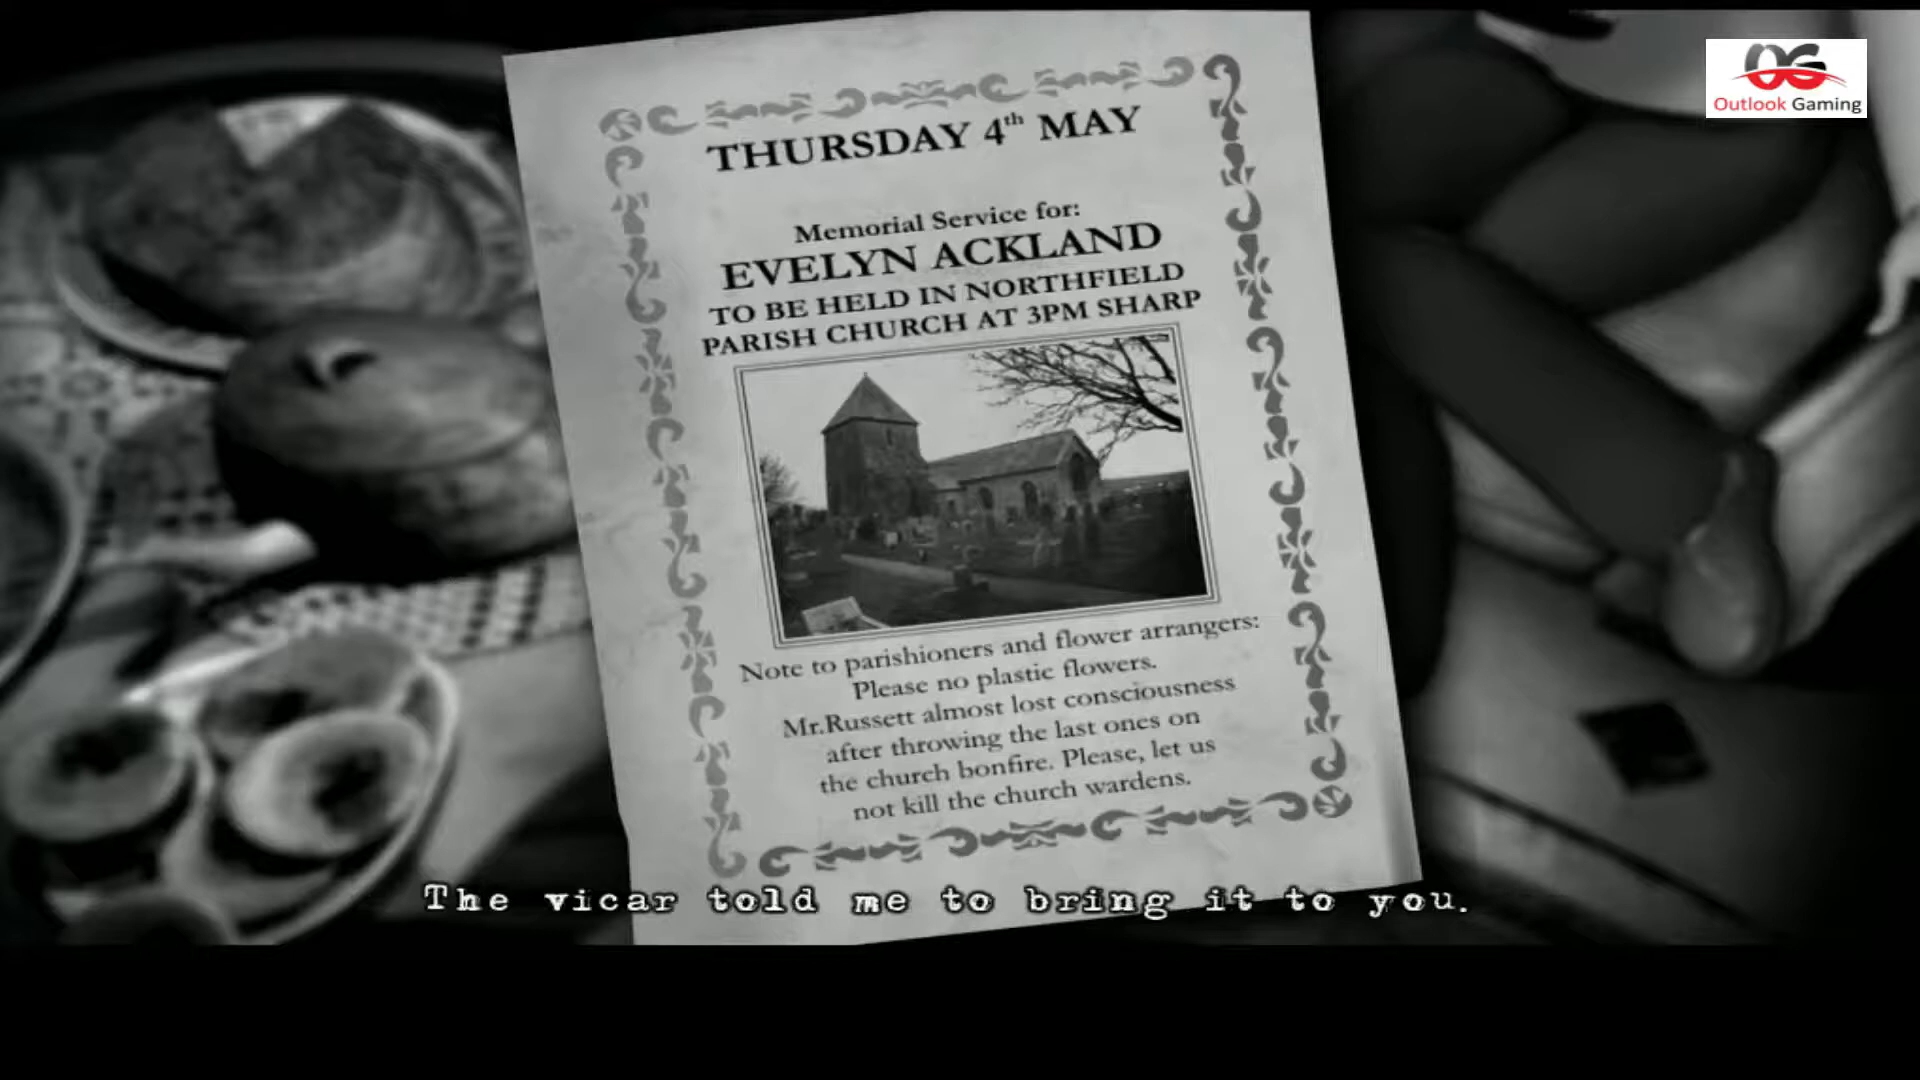 OG
Outlook Gaming
THURSDAY 4th MAY
Memorial Service for:
EVELYN ACKLAND
TO BE HELD IN NORTHFIELD
PARISH CHURCH AT 3PM SHARP
Note to parishioners and flower arrangers:
Please no plastic flowers.
Mr.Russett almost lost consciousness
after throwing the last ones on
the church bonfire. Please, let us
not kill the church wardens.
The vicar told me to bring it to you.